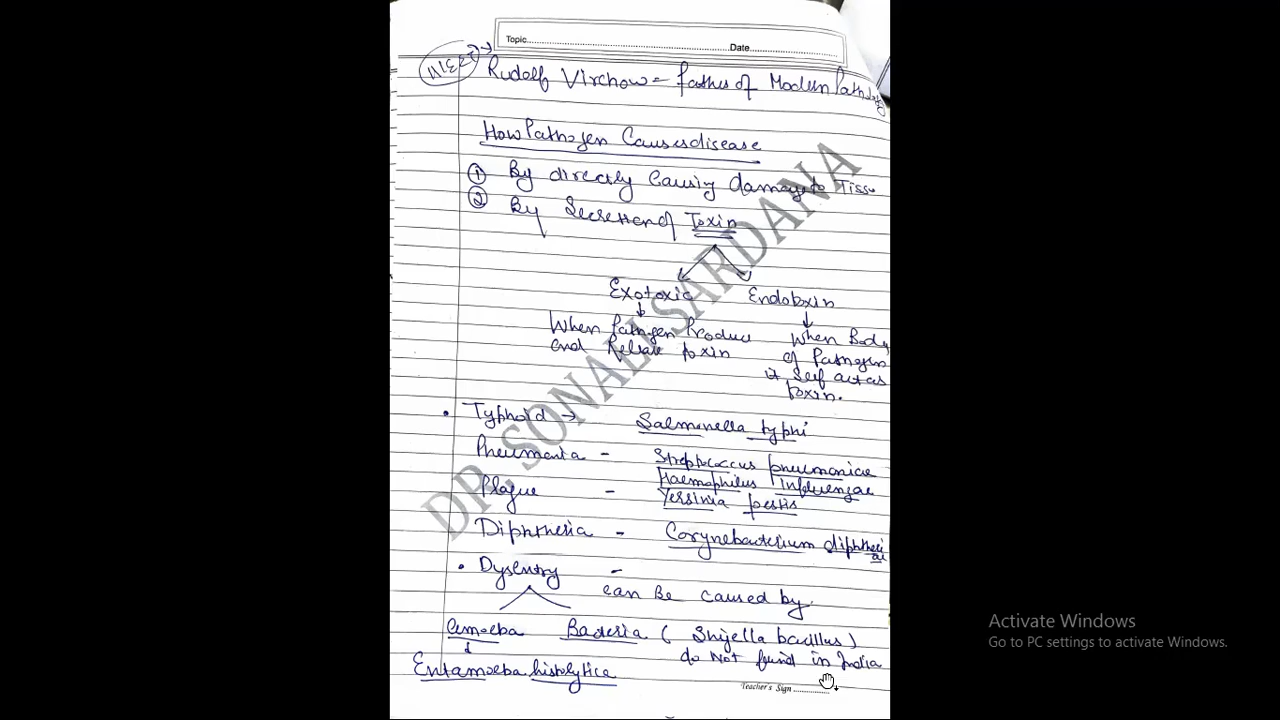 Topic..........................................................Date..........................
Rudolf Virchow = father of Modern Pathology
How Pathogen Causes disease
① By directly Causing damage to Tissu
② By Secretion of Toxin
Exotoxic Endotoxin
When Pathogen Produce
and Release toxin
When Body
of Pathogen
it self act as
toxin.
• Typhoid → Salmonella typhi
Pneumonia - Streptococcus pneumoniae
Haemophilus Influenzae
Plague - Yersinia pestis
Diphtheria - Corynebacterium diphtheriae
• Dysentry - can Be caused by
Amoeba Bacteria ( Shigella bacillus )
do Not found in India
Entamoeba histolytica
Teacher's Sign ..............
DR. SONALI SARDANA
Activate Windows
Go to PC settings to activate Windows.